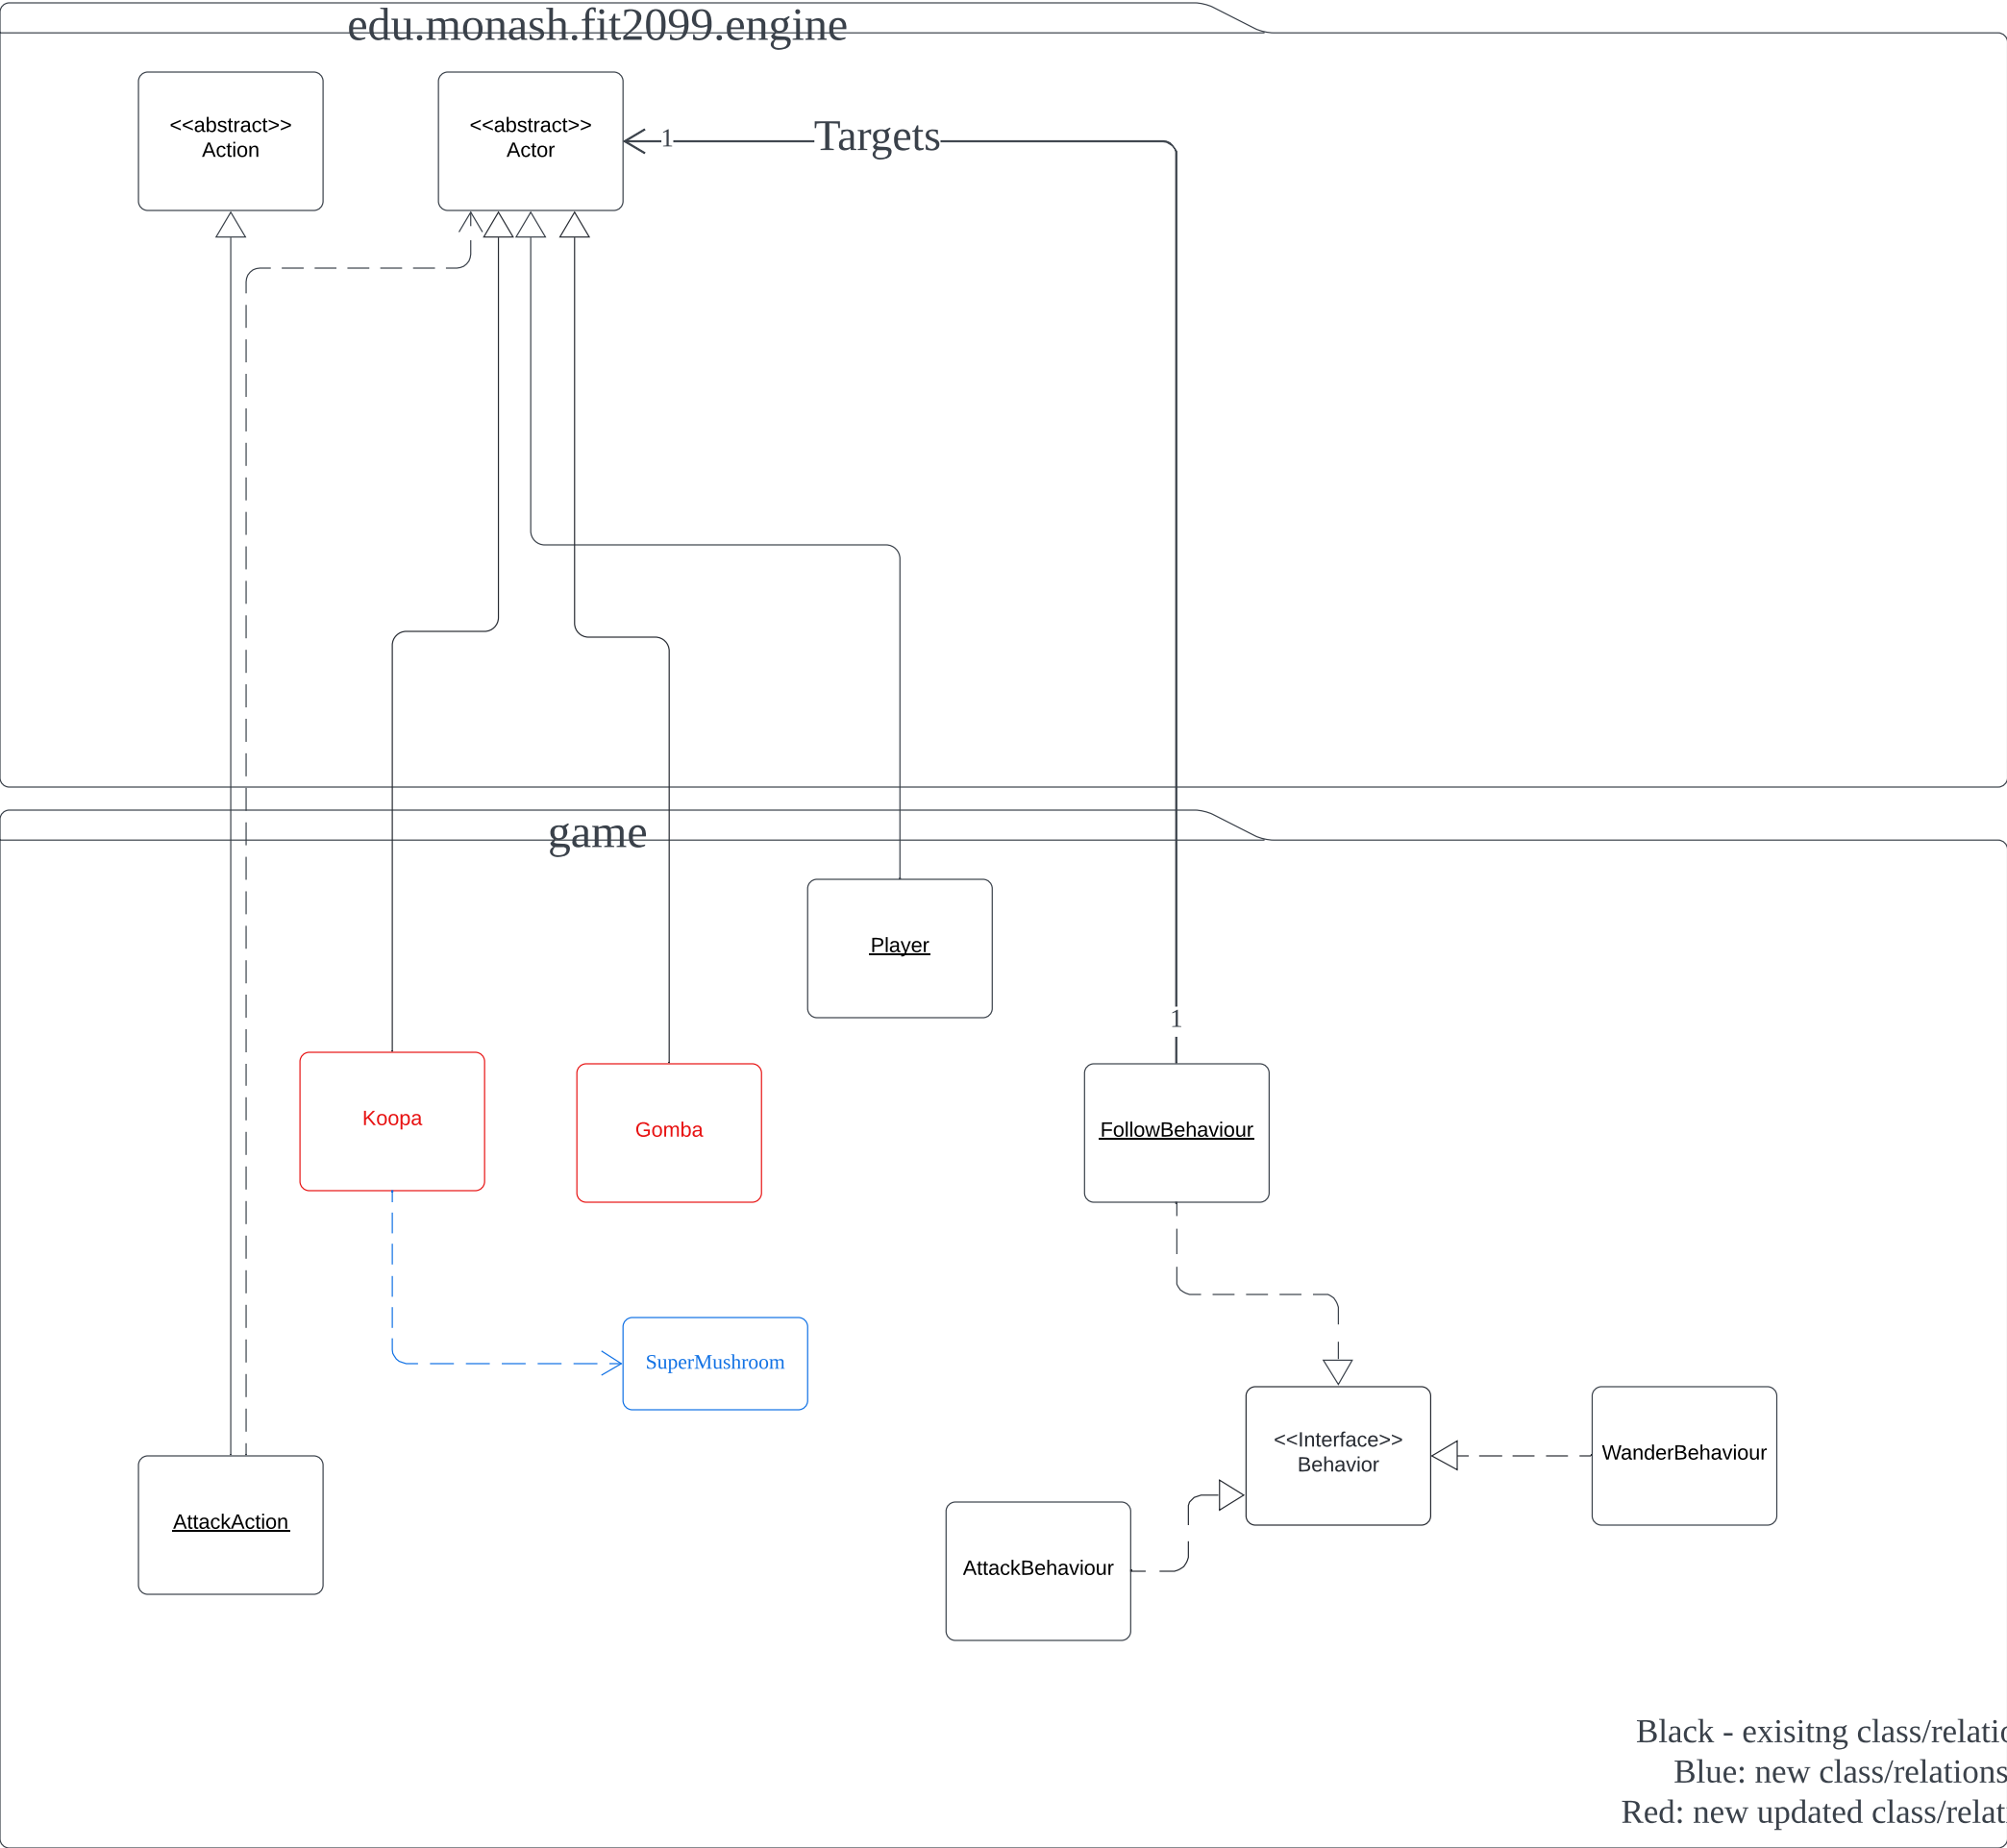 edu.monash.fit2099.engine
<<abstract>>
Action
<<abstract>>
Actor
1
Targets
game
Player
1
Koopa
Gomba
FollowBehaviour
SuperMushroom
<<Interface>>
Behavior
WanderBehaviour
AttackAction
AttackBehaviour
Black - exisitng class/relatio
Blue: new class/relations
Red: new updated class/relat